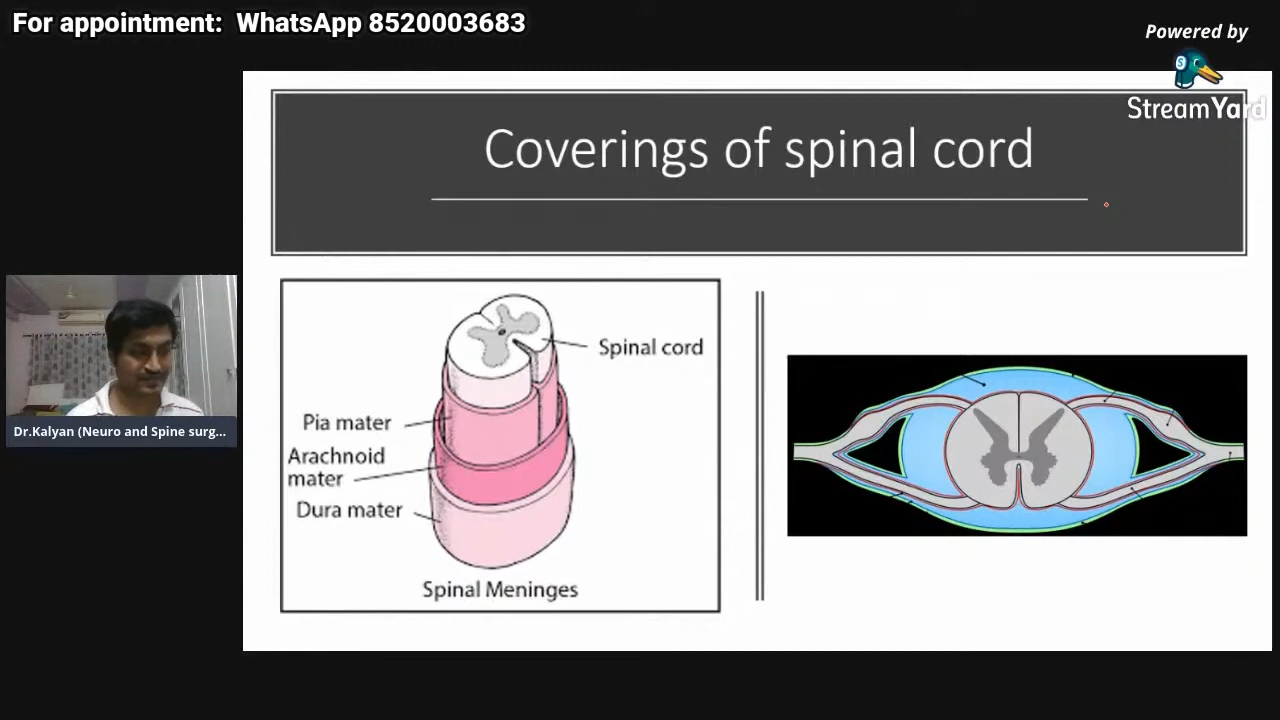 For appointment:  WhatsApp 8520003683
Powered by
StreamYard
Coverings of spinal cord
Spinal cord
Pia mater
Arachnoid
mater
Dura mater
Spinal Meninges
Dr.Kalyan (Neuro and Spine surg...